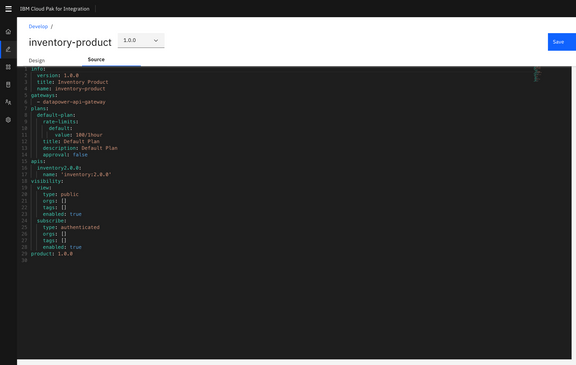 IBM Cloud Pak for Integration
Develop /
inventory-product
1.0.0
Save
Design
Source
1 info:
2 version: 1.0.0
3 title: Inventory Product
4 name: inventory-product
5 gateways:
6 - datapower-api-gateway
7 plans:
8 default-plan:
9 rate-limits:
10 default:
11 value: 100/1hour
12 title: Default Plan
13 description: Default Plan
14 approval: false
15 apis:
16 inventory2.0.0:
17 name: 'inventory:2.0.0'
18 visibility:
19 view:
20 type: public
21 orgs: []
22 tags: []
23 enabled: true
24 subscribe:
25 type: authenticated
26 orgs: []
27 tags: []
28 enabled: true
29 product: 1.0.0
30